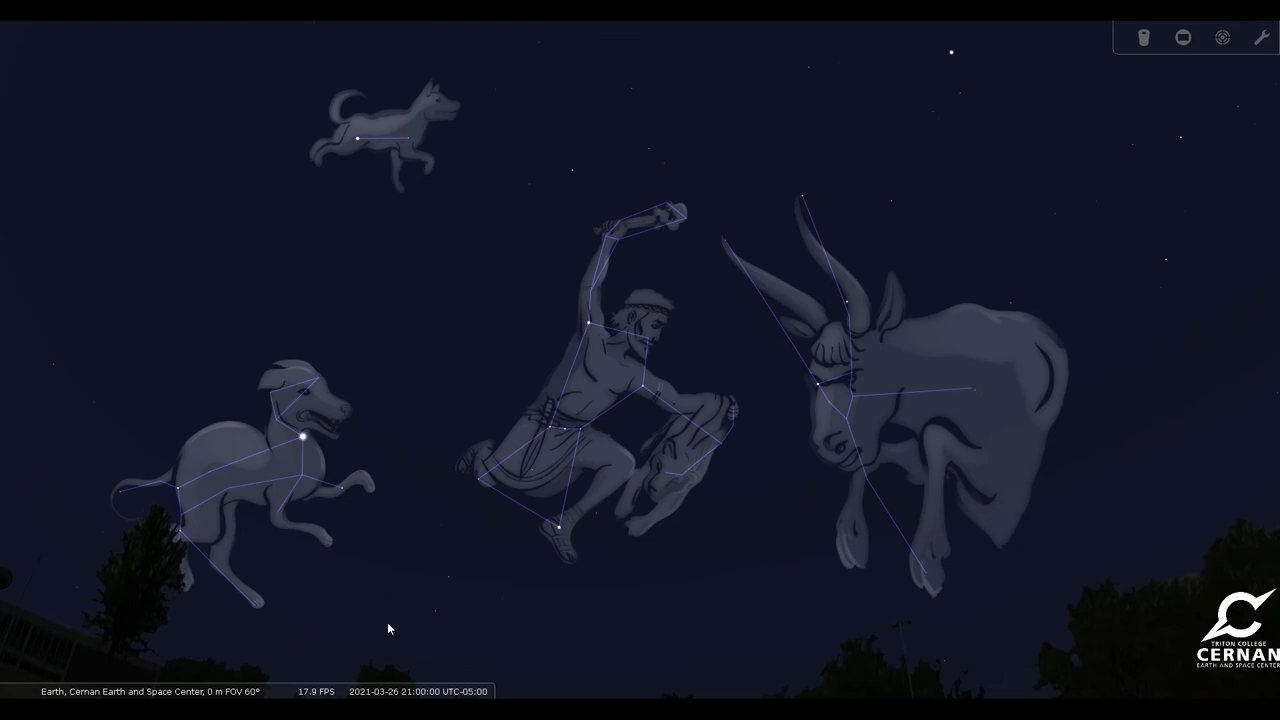 TRITON COLLEGE
CERNAN
EARTH AND SPACE CENTER
Earth, Cernan Earth and Space Center, 0 m FOV 60° 17.9 FPS 2021-03-26 21:00:00 UTC-05:00